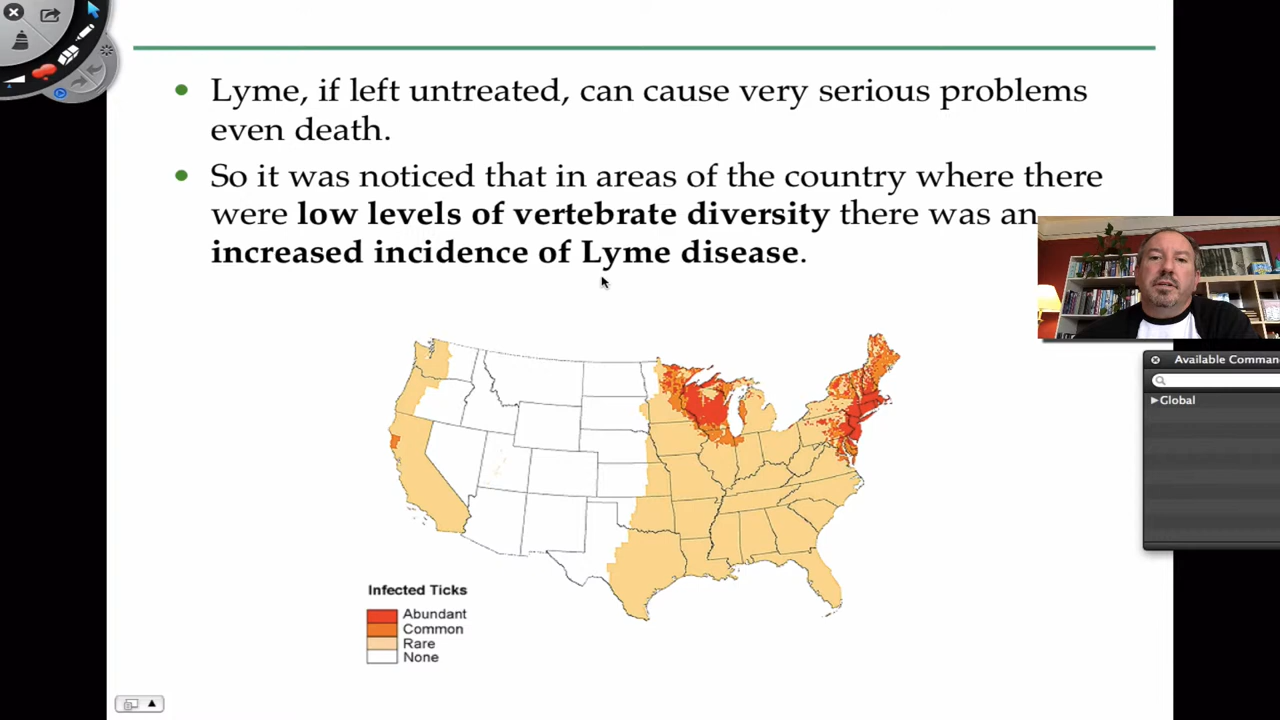 Lyme, if left untreated, can cause very serious problems
even death.
So it was noticed that in areas of the country where there
were low levels of vertebrate diversity there was an
increased incidence of Lyme disease.
Available Comman
Global
Infected Ticks
Abundant
Common
Rare
None